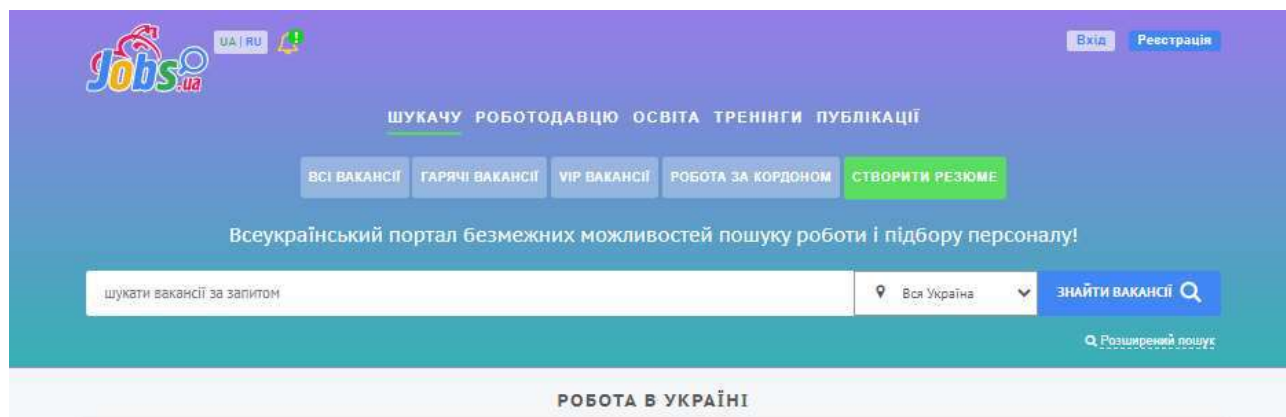 Jobs.ua
UA | RU
Вхід
Реєстрація
ШУКАЧУ РОБОТОДАВЦЮ ОСВІТА ТРЕНІНГИ ПУБЛІКАЦІЇ
ВСІ ВАКАНСІЇ ГАРЯЧІ ВАКАНСІЇ VIP ВАКАНСІЇ РОБОТА ЗА КОРДОНОМ СТВОРИТИ РЕЗЮМЕ
Всеукраїнський портал безмежних можливостей пошуку роботи і підбору персоналу!
шукати вакансії за запитом
Вся Україна
ЗНАЙТИ ВАКАНСІЇ
Розширений пошук
РОБОТА В УКРАЇНІ